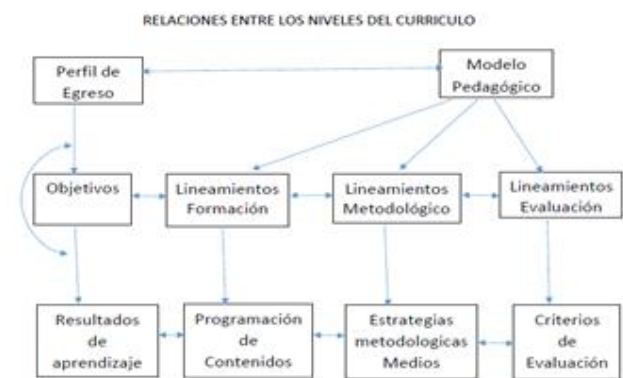 RELACIONES ENTRE LOS NIVELES DEL CURRICULO
Perfil de
Egreso
Modelo
Pedagógico
Objetivos
Lineamientos
Formación
Lineamientos
Metodológico
Lineamientos
Evaluación
Resultados
de
aprendizaje
Programación
de
Contenidos
Estrategias
metodologicas
Medios
Criterios
de
Evaluación